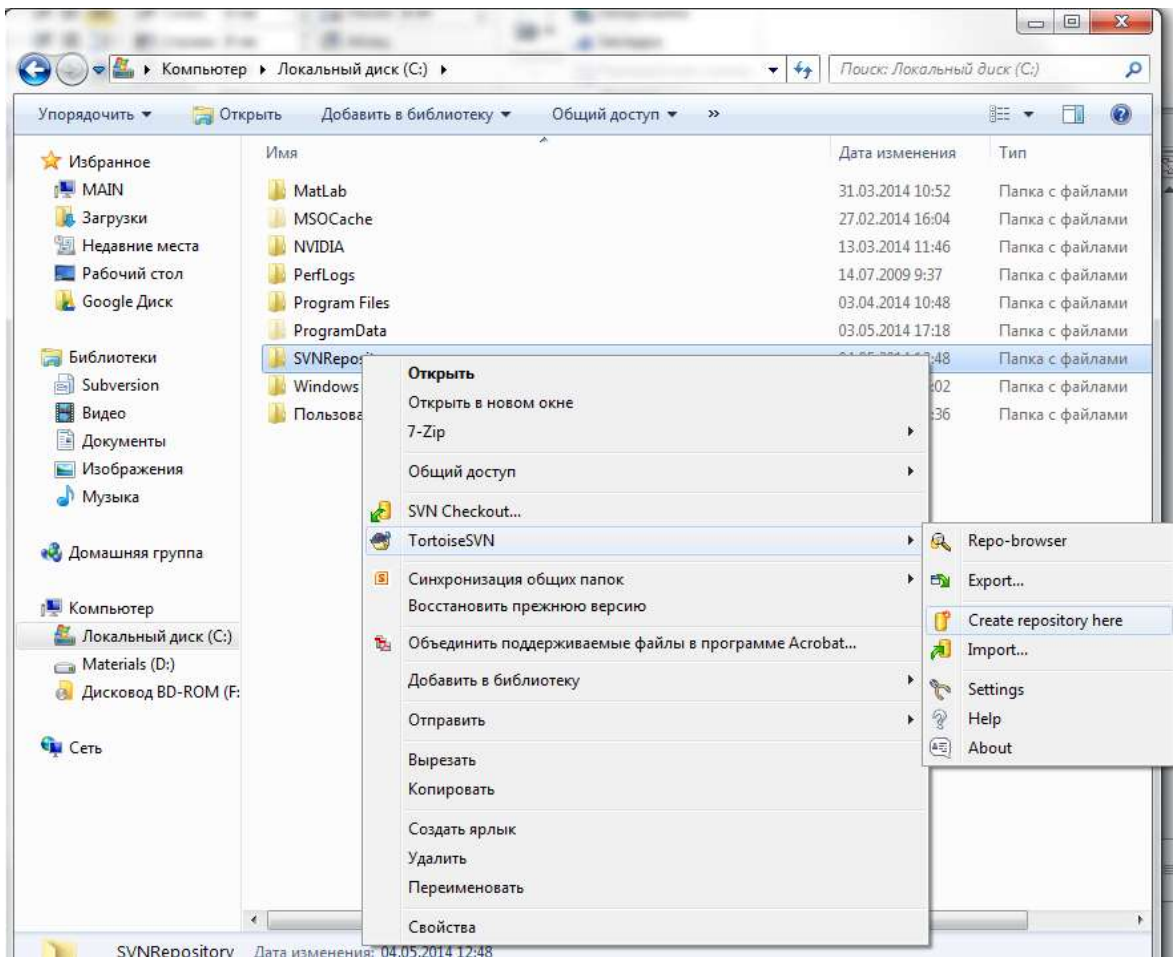 Компьютер ▸ Локальный диск (C:) ▸ Поиск: Локальный диск (C:)
Упорядочить Открыть Добавить в библиотеку Общий доступ »
Имя Дата изменения Тип
Избранное
MAIN
Загрузки
Недавние места
Рабочий стол
Google Диск
Библиотеки
Subversion
Видео
Документы
Изображения
Музыка
Домашняя группа
Компьютер
Локальный диск (C:)
Materials (D:)
Дисковод BD-ROM (F:
Сеть
MatLab 31.03.2014 10:52 Папка с файлами
MSOCache 27.02.2014 16:04 Папка с файлами
NVIDIA 13.03.2014 11:46 Папка с файлами
PerfLogs 14.07.2009 9:37 Папка с файлами
Program Files 03.04.2014 10:48 Папка с файлами
ProgramData 03.05.2014 17:18 Папка с файлами
SVNReposit :48 Папка с файлами
Windows :02 Папка с файлами
Пользова :36 Папка с файлами
Открыть
Открыть в новом окне
7-Zip
Общий доступ
SVN Checkout...
TortoiseSVN
Синхронизация общих папок
Восстановить прежнюю версию
Объединить поддерживаемые файлы в программе Acrobat...
Добавить в библиотеку
Отправить
Вырезать
Копировать
Создать ярлык
Удалить
Переименовать
Свойства
Repo-browser
Export...
Create repository here
Import...
Settings
Help
About
SVNRepository Дата изменения: 04.05.2014 12:48